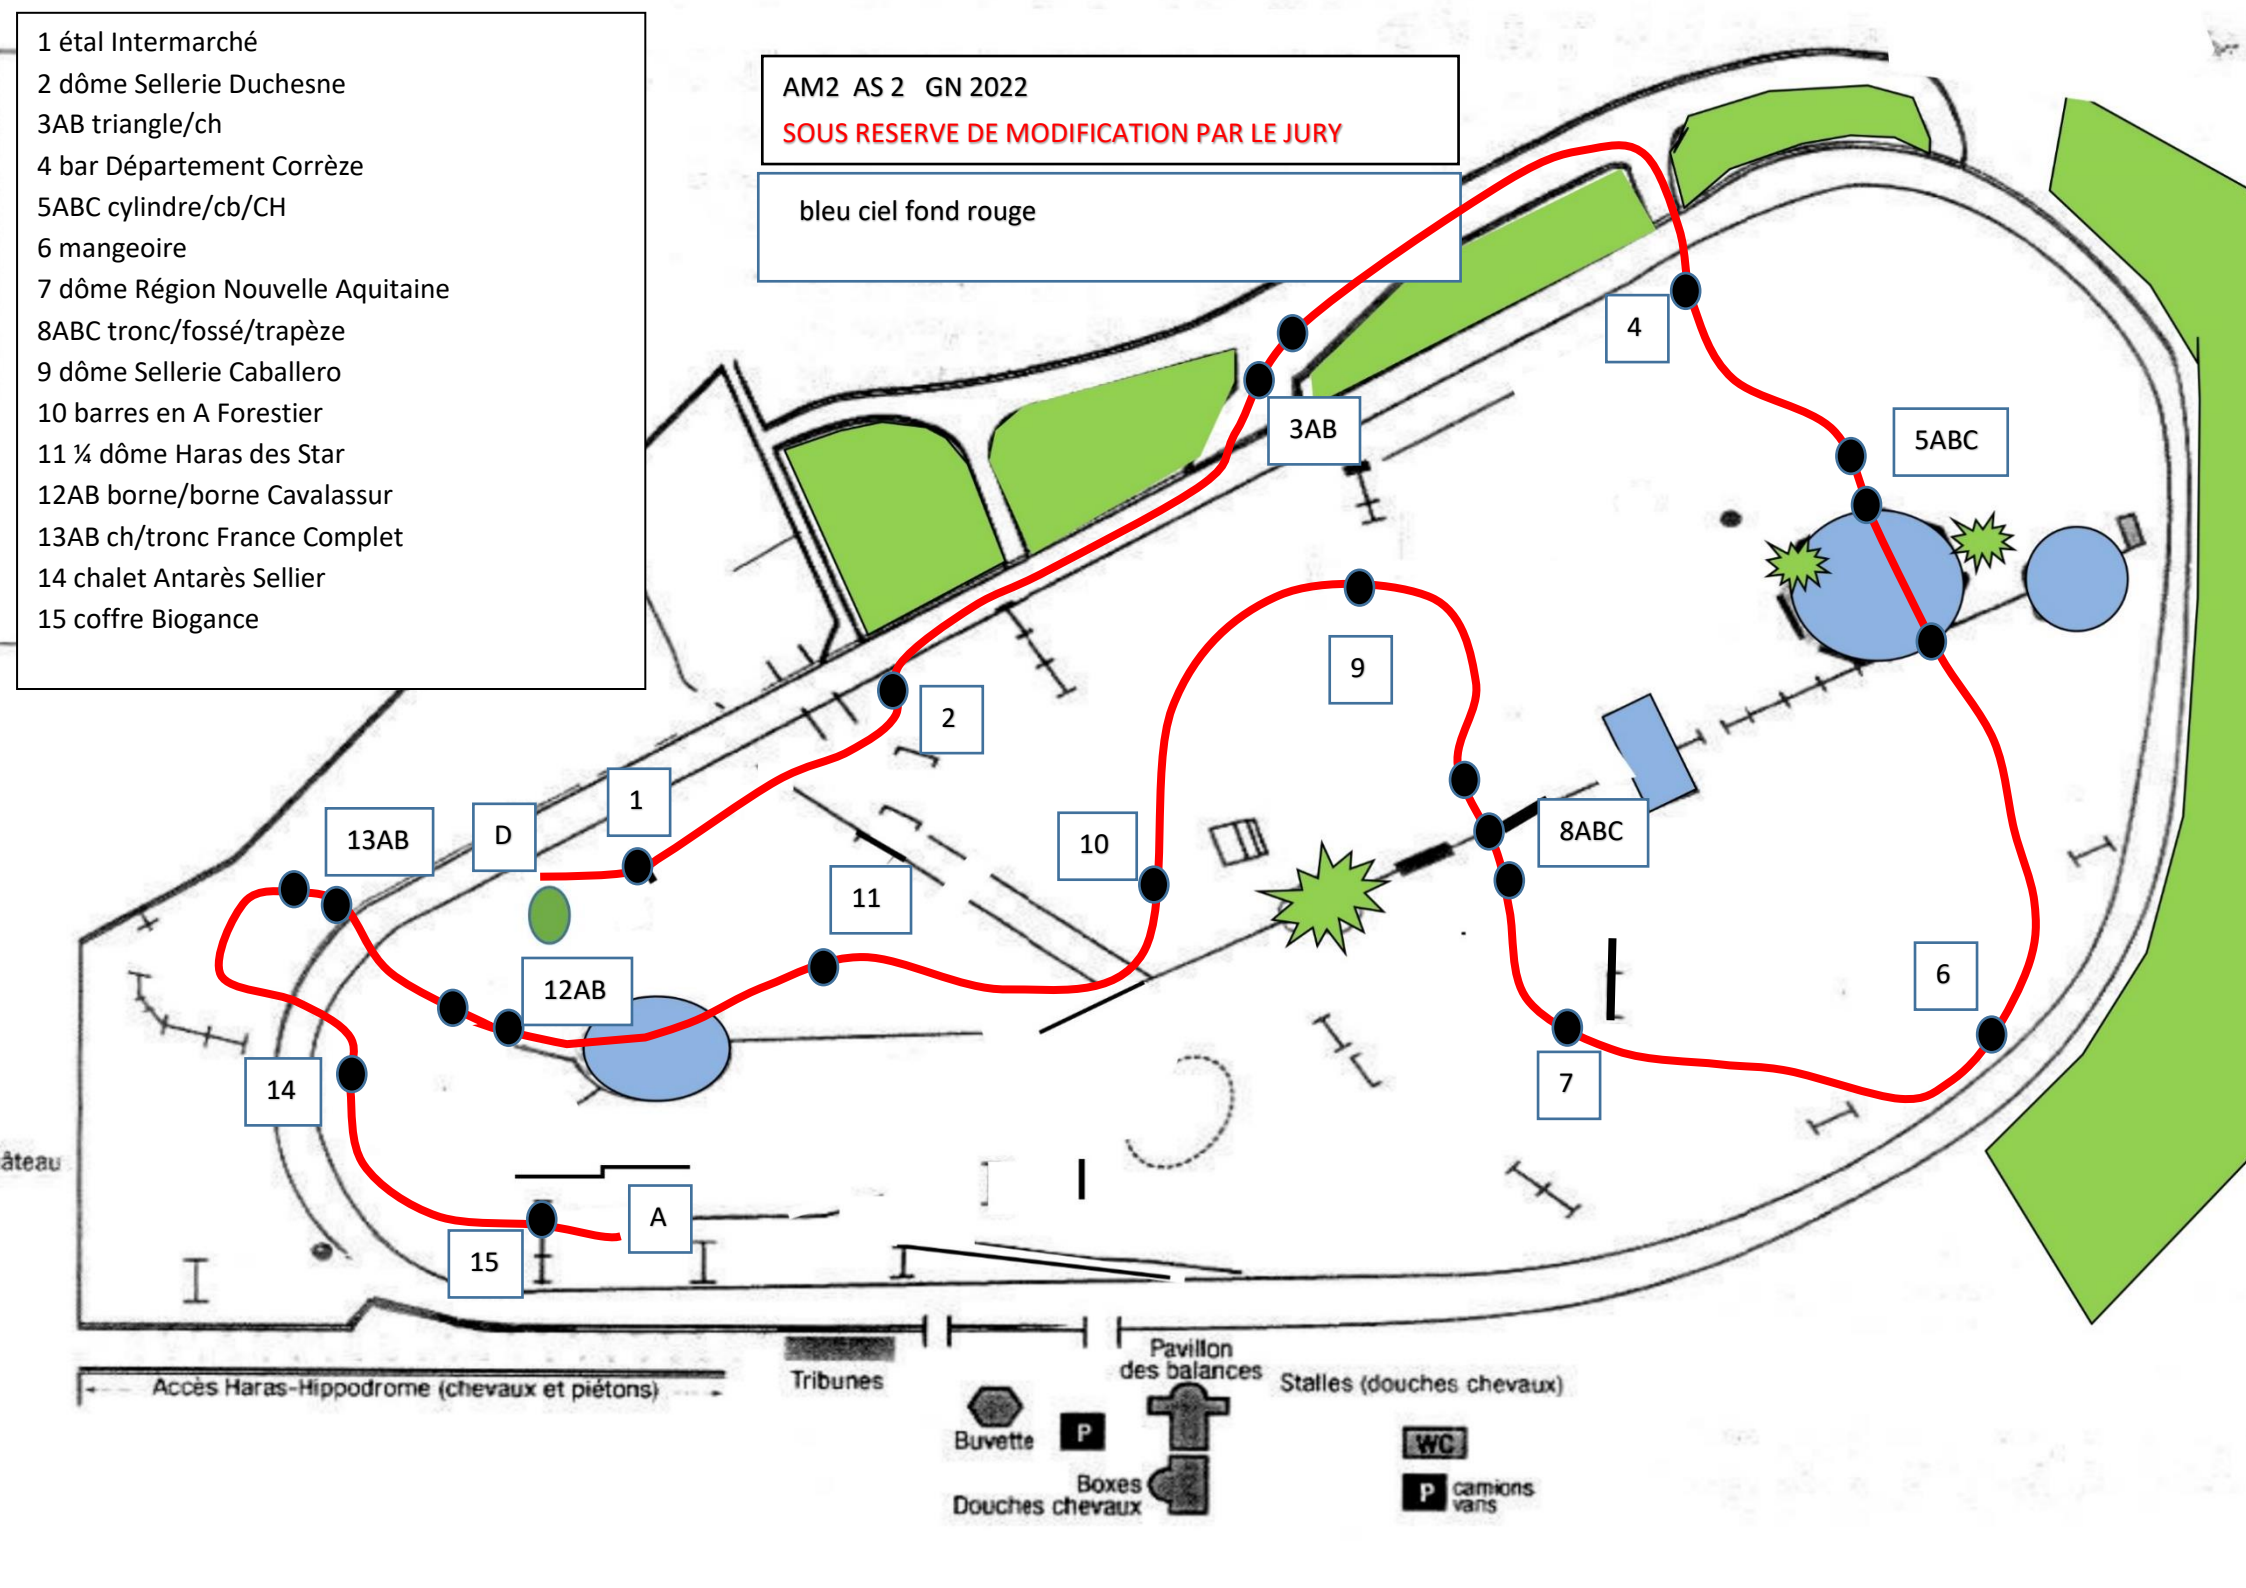 1 étal Intermarché
2 dôme Sellerie Duchesne
3AB triangle/ch
4 bar Département Corrèze
5ABC cylindre/cb/CH
6 mangeoire
7 dôme Région Nouvelle Aquitaine
8ABC tronc/fossé/trapèze
9 dôme Sellerie Caballero
10 barres en A Forestier
11 ¼ dôme Haras des Star
12AB borne/borne Cavalassur
13AB ch/tronc France Complet
14 chalet Antarès Sellier
15 coffre Biogance
AM2 AS 2 GN 2022
SOUS RESERVE DE MODIFICATION PAR LE JURY
bleu ciel fond rouge
4
3AB
5ABC
9
2
1
D
13AB
10
8ABC
11
12AB
6
14
7
âteau
A
15
Accès Haras-Hippodrome (chevaux et piétons)
Tribunes
Pavillon
des balances
Stalles (douches chevaux)
Buvette
P
WC
Boxes
Douches chevaux
P
camions
vans